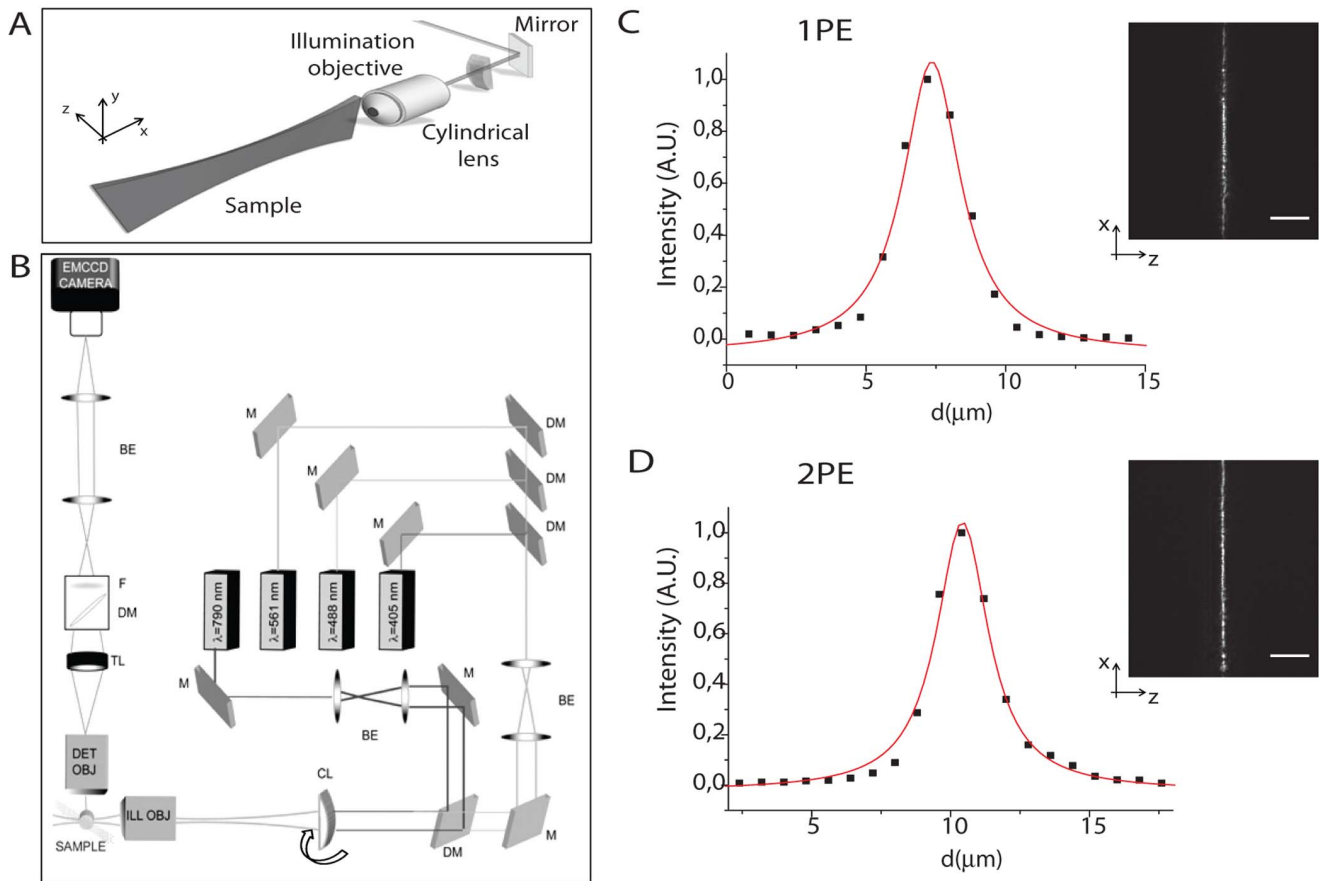 A
Mirror
Illumination
objective
y
z
x
Cylindrical
lens
Sample
B
EMCCD
CAMERA
BE
M
DM
M
DM
M
DM
F
DM
λ=790 nm
λ=561 nm
λ=488 nm
λ=405 nm
TL
M
M
BE
BE
DET
OBJ
CL
ILL OBJ
SAMPLE
DM
M
C
1PE
Intensity (A.U.)
1,0
0,8
0,6
0,4
0,2
0,0
0
5
10
15
d(μm)
x
z
D
2PE
Intensity (A.U.)
1,0
0,8
0,6
0,4
0,2
0,0
5
10
15
d(μm)
x
z